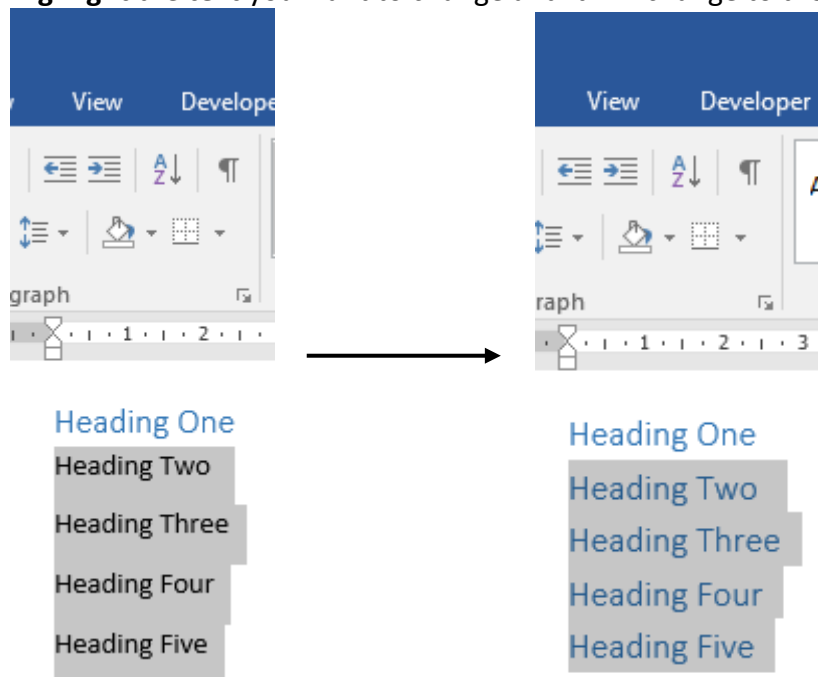 View Develope
A
Z
graph
1 2
Heading One
Heading Two
Heading Three
Heading Four
Heading Five
View Developer
A
Z
raph
1 2 3
Heading One
Heading Two
Heading Three
Heading Four
Heading Five